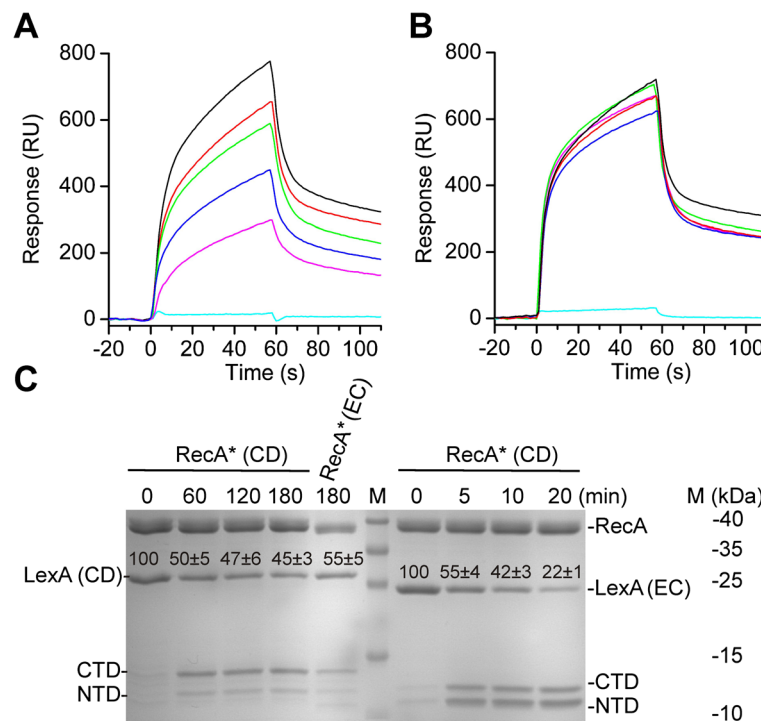 A
B
800
600
400
200
0
Response (RU)
-20 0 20 40 60 80 100
Time (s)
800
600
400
200
0
Response (RU)
-20 0 20 40 60 80 100
Time (s)
C
RecA* (CD)
RecA* (EC)
RecA* (CD)
0 60 120 180 180 M 0 5 10 20 (min) M (kDa)
-RecA
-40
-35
100 50±5 47±6 45±3 55±5
100 55±4 42±3 22±1
LexA (CD)-
-LexA (EC)
-25
-15
CTD-
-CTD
NTD-
-NTD
-10